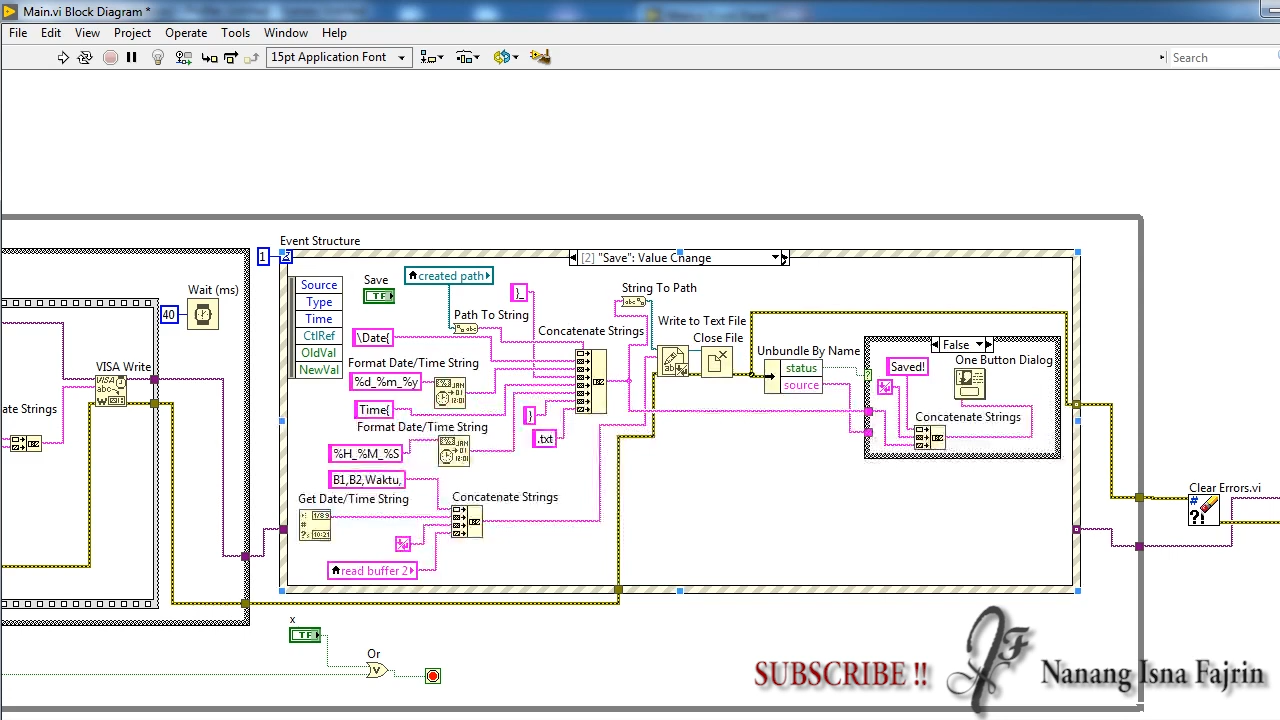 Main.vi Block Diagram *
File Edit View Project Operate Tools Window Help
15pt Application Font
Search
Event Structure
1
[2] "Save": Value Change
Source
Type
Time
CtlRef
OldVal
NewVal
Save
TF
created path
Path To String
}_
String To Path
Concatenate Strings
Write to Text File
Close File
Unbundle By Name
status
source
False
One Button Dialog
Saved!
Concatenate Strings
\Date{
Format Date/Time String
%d_%m_%y
Time{
}
.txt
Format Date/Time String
%H_%M_%S
B1,B2,Waktu,
Get Date/Time String
Concatenate Strings
read buffer 2
Wait (ms)
40
VISA Write
ate Strings
Clear Errors.vi
x
TF
Or
SUBSCRIBE !!
JF
Nanang Isna Fajrin